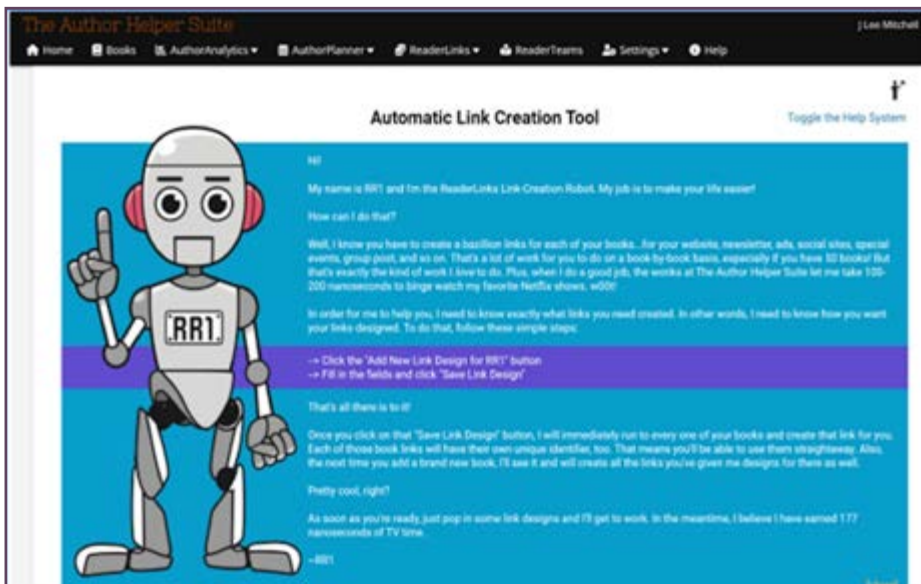 The Author Helper Suite
J Lee Mitchell
Home Books AuthorAnalytics AuthorPlanner ReaderLinks ReaderTeams Settings Help
Automatic Link Creation Tool
Toggle the Help System
Hi!
My name is RR1 and I'm the ReaderLinks Link-Creation Robot. My job is to make your life easier!
How can I do that?
Well, I know you have to create a bazillion links for each of your books...for your website, newsletter, ads, social sites, special
events, group post, and so on. That's a lot of work for you to do on a book-by-book basis, especially if you have 50 books! But
that's exactly the kind of work I love to do. Plus, when I do a good job, the wonks at The Author Helper Suite let me take 100-
200 nanoseconds to binge watch my favorite Netflix shows. w00t!
In order for me to help you, I need to know exactly what links you need created. In other words, I need to know how you want
your links designed. To do that, follow these simple steps:
-> Click the "Add New Link Design for RR1" button
-> Fill in the fields and click "Save Link Design"
RR1
That's all there is to it!
Once you click on that "Save Link Design" button, I will immediately run to every one of your books and create that link for you.
Each of those book links will have their own unique identifier, too. That means you'll be able to use them straightaway. Also,
the next time you add a brand new book, I'll see it and will create all the links you've given me designs for there as well.
Pretty cool, right?
As soon as you're ready, just pop in some link designs and I'll get to work. In the meantime, I believe I have earned 177
nanoseconds of TV time.
--RR1